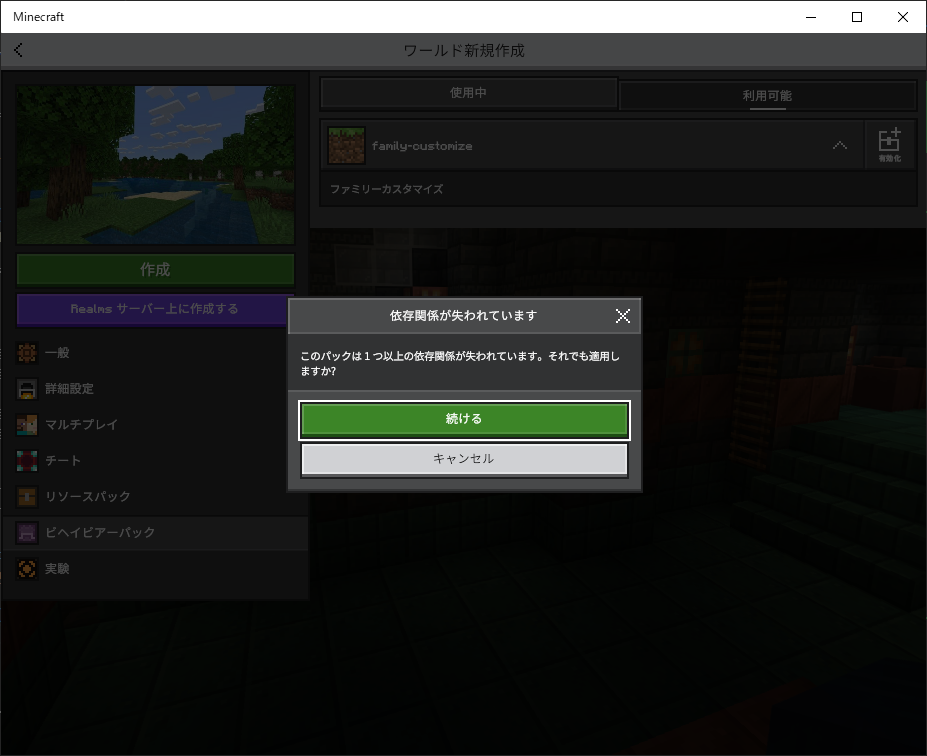 Minecraft
ワールド新規作成
使用中
利用可能
family-customize
有効化
ファミリーカスタマイズ
作成
Realms サーバー上に作成する
一般
詳細設定
マルチプレイ
チート
リソースパック
ビヘイビアーパック
実験
依存関係が失われています
このパックは 1 つ以上の依存関係が失われています。それでも適用し
ますか?
続ける
キャンセル